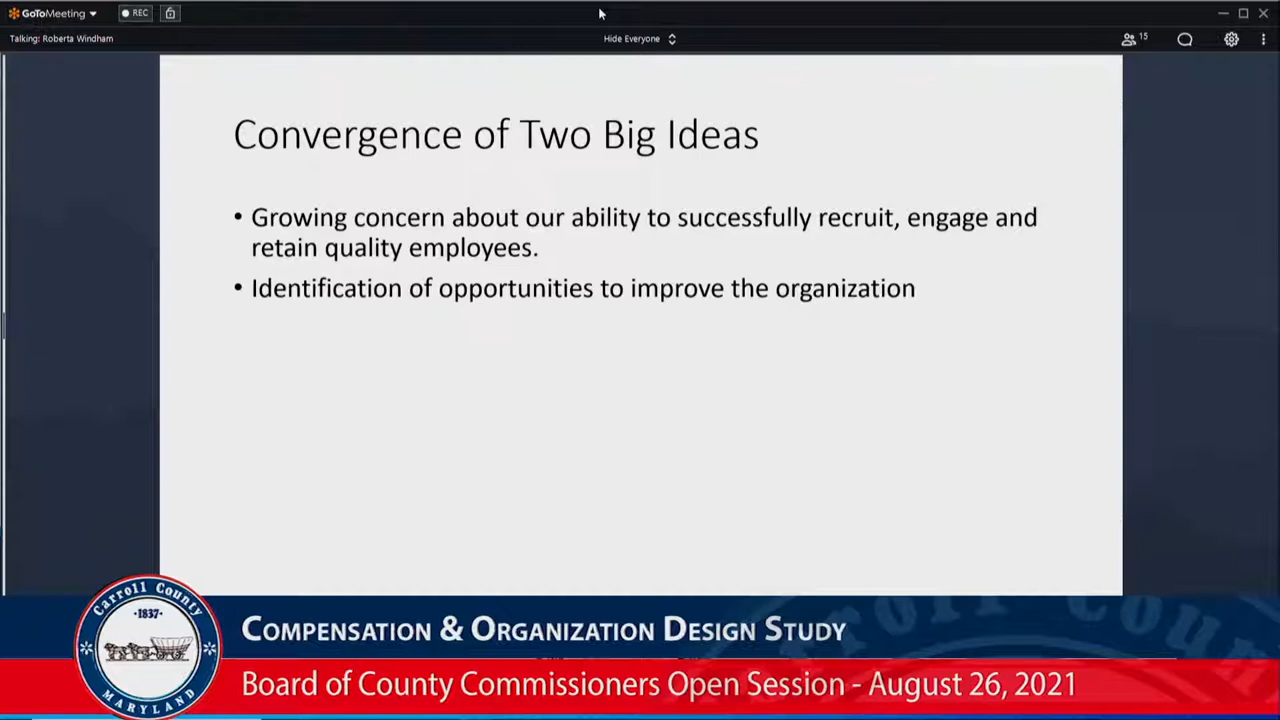 GoToMeeting
REC
Talking: Roberta Windham
Hide Everyone
15
Convergence of Two Big Ideas
• Growing concern about our ability to successfully recruit, engage and
retain quality employees.
• Identification of opportunities to improve the organization
Carroll County
·1837·
MARYLAND
Carroll County
COMPENSATION & ORGANIZATION DESIGN STUDY
Board of County Commissioners Open Session - August 26, 2021